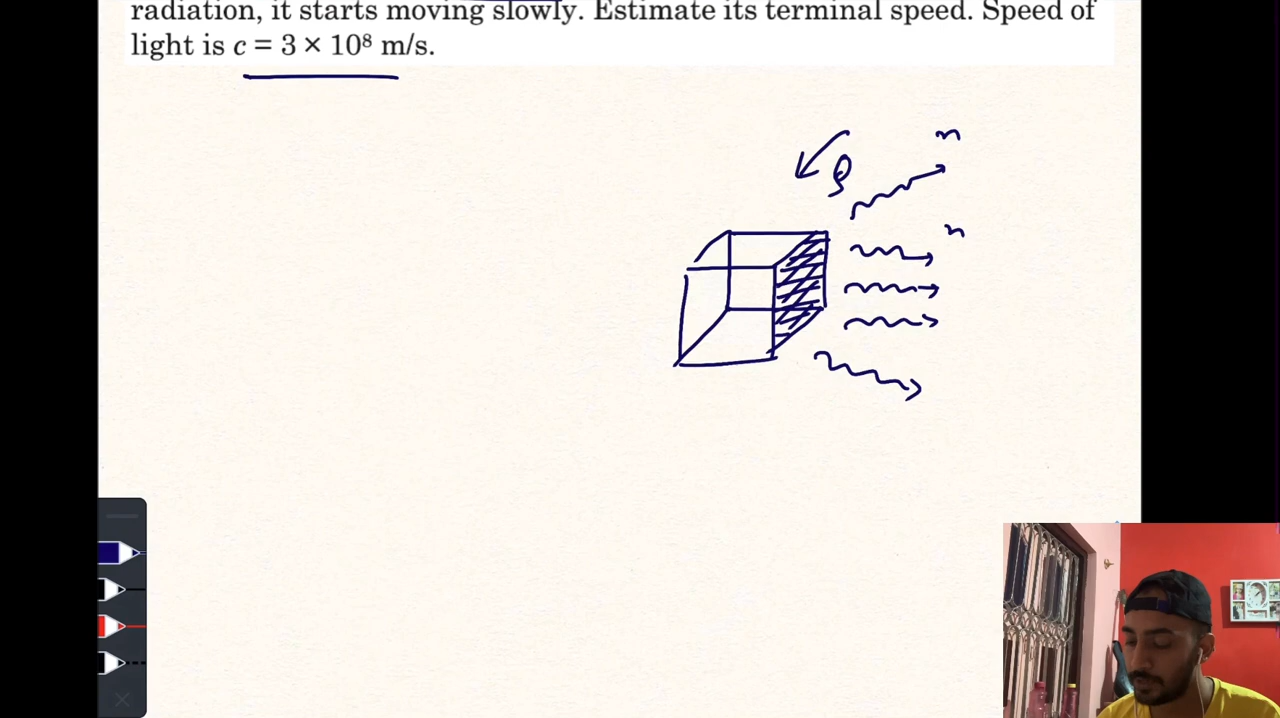 radiation, it starts moving slowly. Estimate its terminal speed. Speed of
light is c = 3 × 10⁸ m/s.
n
n